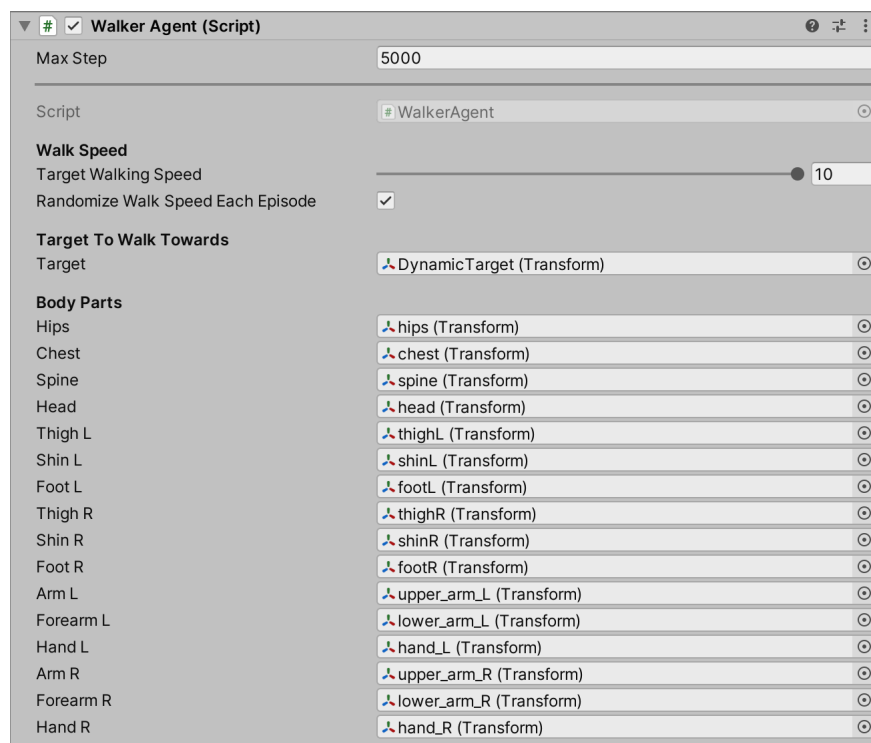 # Walker Agent (Script)
Max Step 5000
Script # WalkerAgent
Walk Speed
Target Walking Speed 10
Randomize Walk Speed Each Episode
Target To Walk Towards
Target DynamicTarget (Transform)
Body Parts
Hips hips (Transform)
Chest chest (Transform)
Spine spine (Transform)
Head head (Transform)
Thigh L thighL (Transform)
Shin L shinL (Transform)
Foot L footL (Transform)
Thigh R thighR (Transform)
Shin R shinR (Transform)
Foot R footR (Transform)
Arm L upper_arm_L (Transform)
Forearm L lower_arm_L (Transform)
Hand L hand_L (Transform)
Arm R upper_arm_R (Transform)
Forearm R lower_arm_R (Transform)
Hand R hand_R (Transform)